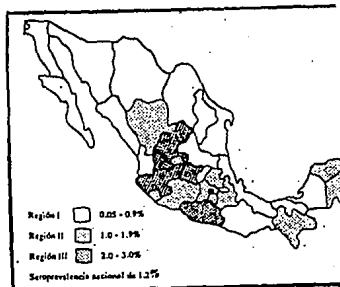 Región I 0.05 - 0.9%
Región II 1.0 - 1.9%
Región III 2.0 - 3.0%
Seroprevalencia nacional de 1.2%